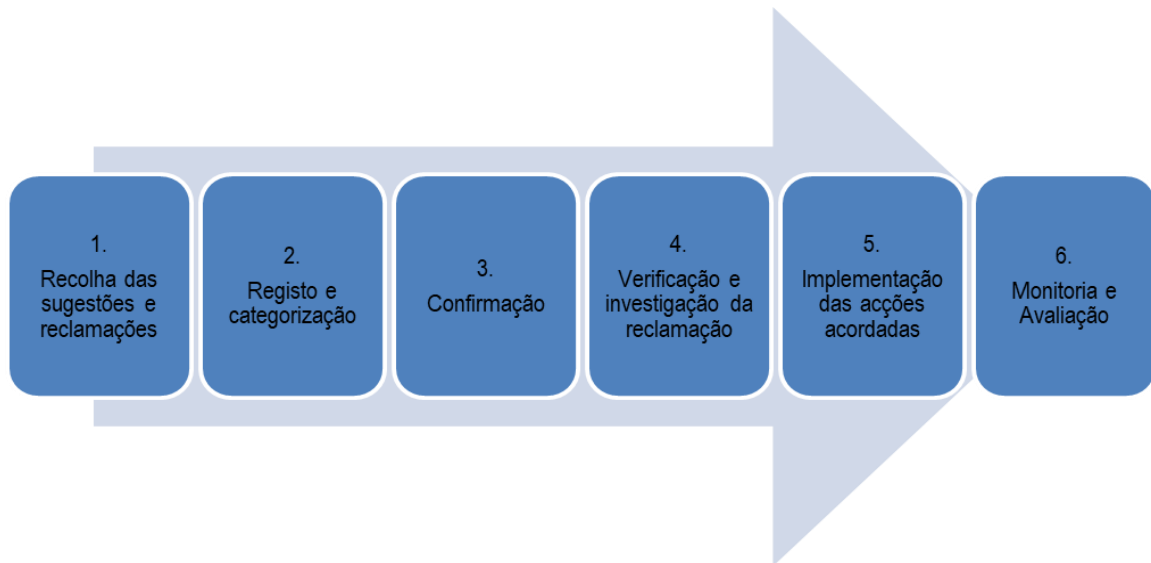 1.
Recolha das
sugestões e
reclamações
2.
Registo e
categorização
3.
Confirmação
4.
Verificação e
investigação da
reclamação
5.
Implementação
das acções
acordadas
6.
Monitoria e
Avaliação